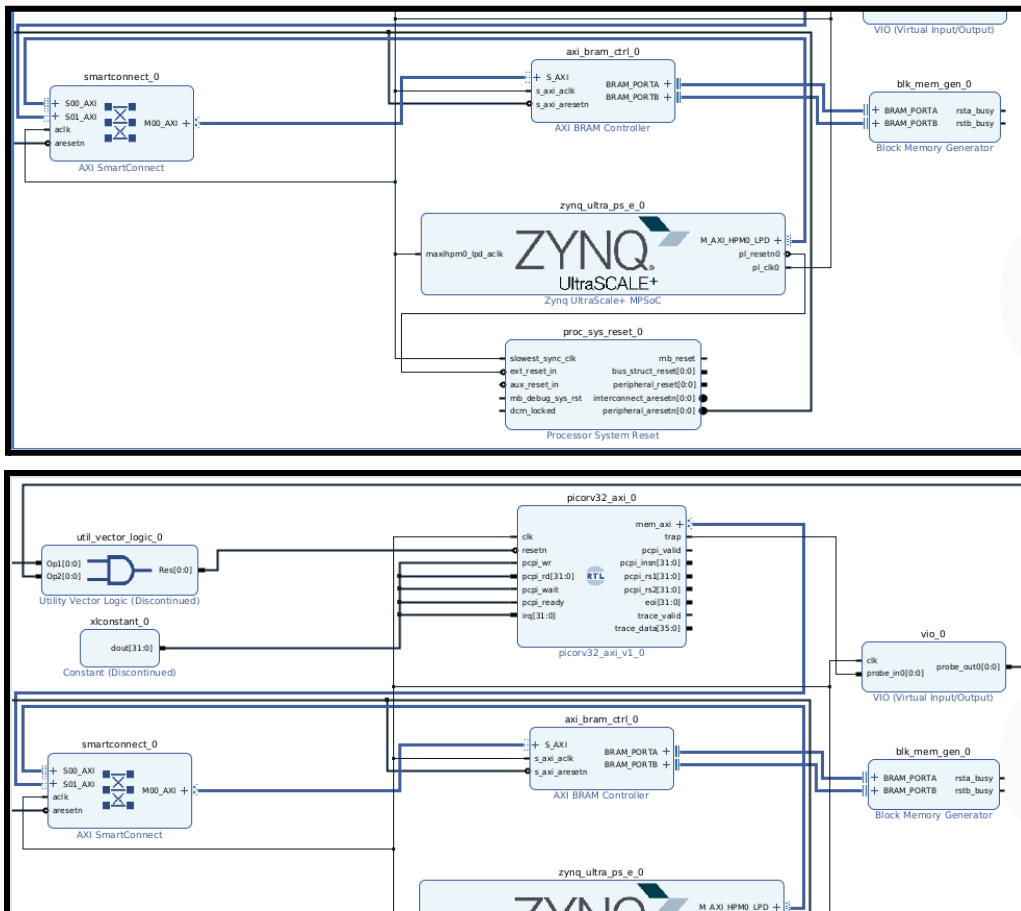 VIO (Virtual Input/Output)
axi_bram_ctrl_0
S_AXI
s_axi_aclk
s_axi_aresetn
BRAM_PORTA
BRAM_PORTB
AXI BRAM Controller
smartconnect_0
S00_AXI
S01_AXI
aclk
aresetn
M00_AXI
AXI SmartConnect
blk_mem_gen_0
BRAM_PORTA
BRAM_PORTB
rsta_busy
rstb_busy
Block Memory Generator
zynq_ultra_ps_e_0
maxihpm0_lpd_aclk
ZYNQ
UltraSCALE+
M_AXI_HPM0_LPD
pl_resetn0
pl_clk0
Zynq UltraScale+ MPSoC
proc_sys_reset_0
slowest_sync_clk
ext_reset_in
aux_reset_in
mb_debug_sys_rst
dcm_locked
mb_reset
bus_struct_reset[0:0]
peripheral_reset[0:0]
interconnect_aresetn[0:0]
peripheral_aresetn[0:0]
Processor System Reset
picorv32_axi_0
clk
resetn
pcpi_wr
pcpi_rd[31:0]
pcpi_wait
pcpi_ready
irq[31:0]
RTL
mem_axi
trap
pcpi_valid
pcpi_insn[31:0]
pcpi_rs1[31:0]
pcpi_rs2[31:0]
eoi[31:0]
trace_valid
trace_data[35:0]
picorv32_axi_v1_0
util_vector_logic_0
Op1[0:0]
Op2[0:0]
Res[0:0]
Utility Vector Logic (Discontinued)
xlconstant_0
dout[31:0]
Constant (Discontinued)
vio_0
clk
probe_in0[0:0]
probe_out0[0:0]
VIO (Virtual Input/Output)
axi_bram_ctrl_0
S_AXI
s_axi_aclk
s_axi_aresetn
BRAM_PORTA
BRAM_PORTB
AXI BRAM Controller
smartconnect_0
S00_AXI
S01_AXI
aclk
aresetn
M00_AXI
AXI SmartConnect
blk_mem_gen_0
BRAM_PORTA
BRAM_PORTB
rsta_busy
rstb_busy
Block Memory Generator
zynq_ultra_ps_e_0
ZYNQ
M_AXI_HPM0_LPD